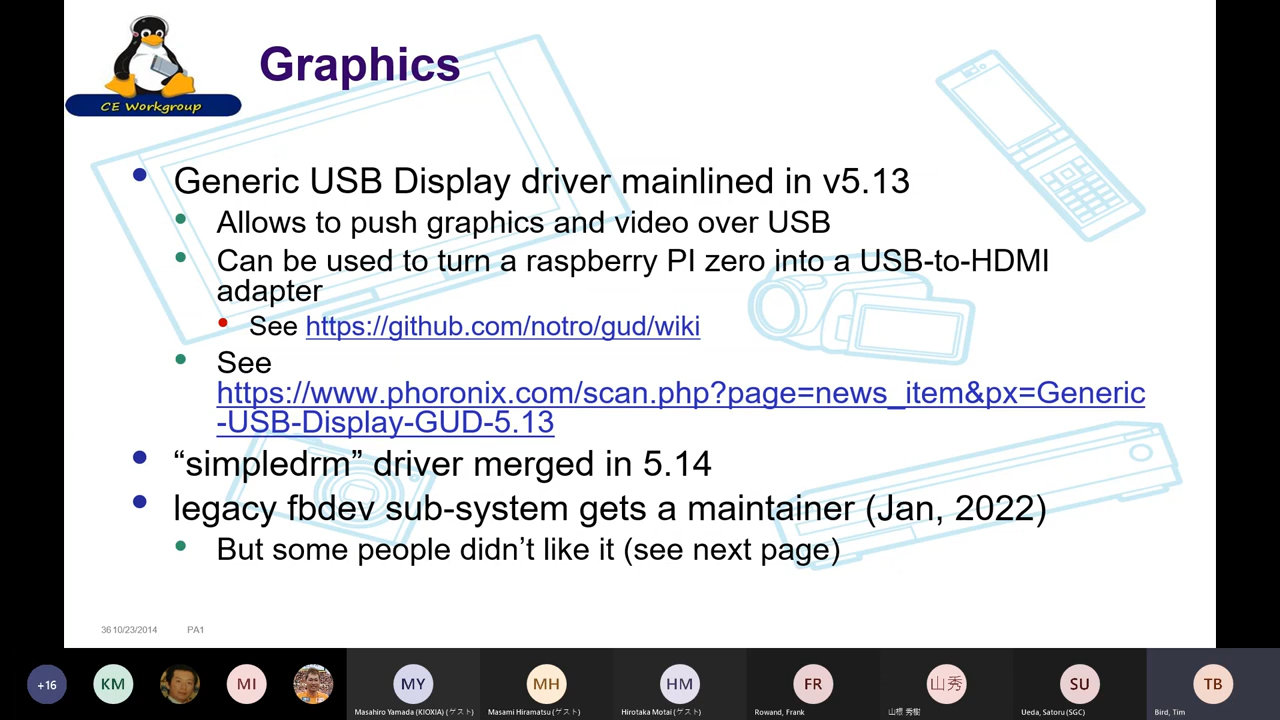 CE Workgroup
Graphics
Generic USB Display driver mainlined in v5.13
Allows to push graphics and video over USB
Can be used to turn a raspberry PI zero into a USB-to-HDMI
adapter
See https://github.com/notro/gud/wiki
See
https://www.phoronix.com/scan.php?page=news_item&px=Generic
-USB-Display-GUD-5.13
“simpledrm” driver merged in 5.14
legacy fbdev sub-system gets a maintainer (Jan, 2022)
But some people didn’t like it (see next page)
36 10/23/2014 PA1
+16 KM MI MY MH HM FR 山秀 SU TB
Masahiro Yamada (KIOXIA) (ゲスト) Masami Hiramatsu (ゲスト) Hirotaka Motai (ゲスト) Rowand, Frank 山根 秀樹 Ueda, Satoru (SGC) Bird, Tim